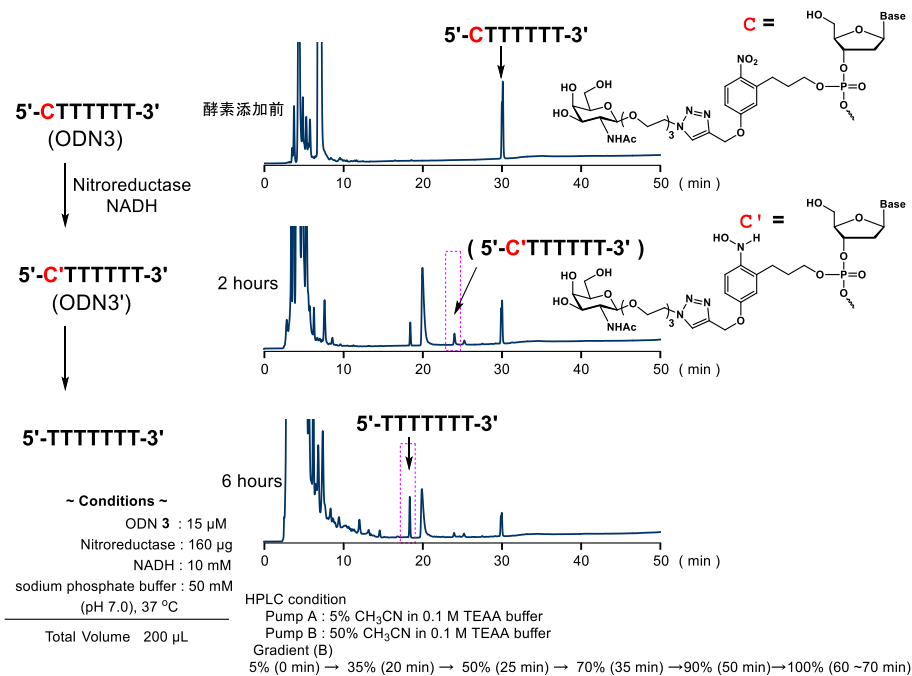 5'-CTTTTTT-3'
(ODN3)
Nitroreductase
NADH
5'-C'TTTTTT-3'
(ODN3')
5'-TTTTTTT-3'
~ Conditions ~
ODN 3 : 15 μM
Nitroreductase : 160 μg
NADH : 10 mM
sodium phosphate buffer : 50 mM
(pH 7.0), 37 °C
Total Volume 200 μL
5'-CTTTTTT-3'
酵素添加前
0 10 20 30 40 50 ( min )
2 hours
( 5'-C'TTTTTT-3' )
0 10 20 30 40 50 ( min )
5'-TTTTTTT-3'
6 hours
0 10 20 30 40 50 ( min )
HPLC condition
Pump A : 5% CH₃CN in 0.1 M TEAA buffer
Pump B : 50% CH₃CN in 0.1 M TEAA buffer
Gradient (B)
5% (0 min) → 35% (20 min) → 50% (25 min) → 70% (35 min) →90% (50 min)→100% (60 ~70 min)
C =
HO
Base
O
O
NO₂
O
P
O
O
OH
HO
O
HO
O
NHAc
O
3
N
N
N
O
C' =
HO
Base
O
O
HO
N
H
O
P
O
O
OH
HO
O
HO
O
NHAc
O
3
N
N
N
O